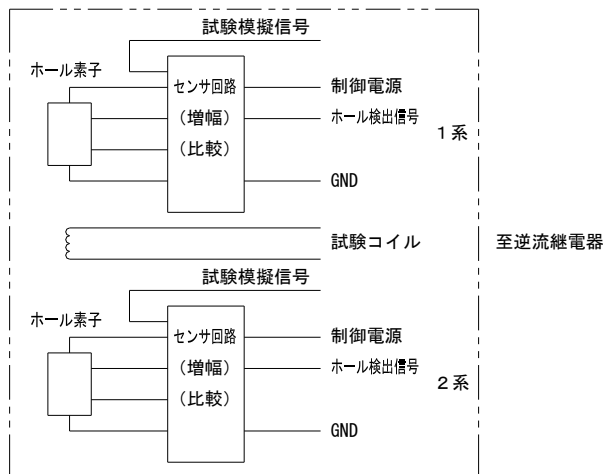 試験模擬信号
ホール素子
センサ回路
（増幅）
（比較）
制御電源
ホール検出信号
1系
GND
試験コイル
至逆流継電器
試験模擬信号
ホール素子
センサ回路
（増幅）
（比較）
制御電源
ホール検出信号
2系
GND